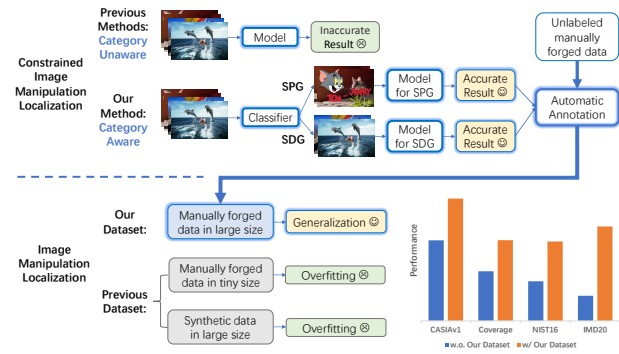 Previous
Methods:
Category
Unaware
Model
Inaccurate
Result ☹
Unlabeled
manually
forged data
Constrained
Image
Manipulation
Localization
Our
Method:
Category
Aware
Classifier
SPG
TOM
JERRY
Model
for SPG
Accurate
Result ☺
SDG
Model
for SDG
Accurate
Result ☺
Automatic
Annotation
Our
Dataset:
Manually forged
data in large size
Generalization ☺
Image
Manipulation
Localization
Previous
Dataset:
Manually forged
data in tiny size
Overfitting ☹
Synthetic data
in large size
Overfitting ☹
Performance
CASIAv1 Coverage NIST16 IMD20
w.o. Our Dataset w/ Our Dataset